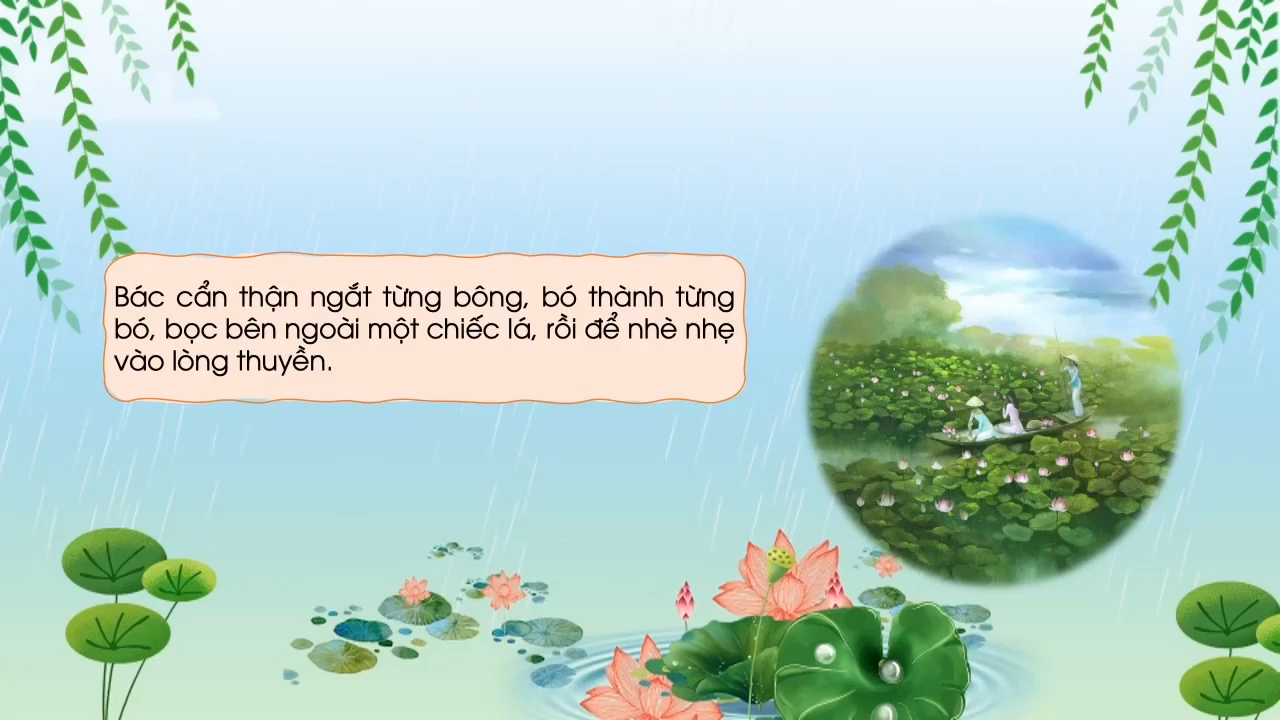 Bác cẩn thận ngắt từng bông, bó thành từng
bó, bọc bên ngoài một chiếc lá, rồi để nhè nhẹ
vào lòng thuyền.